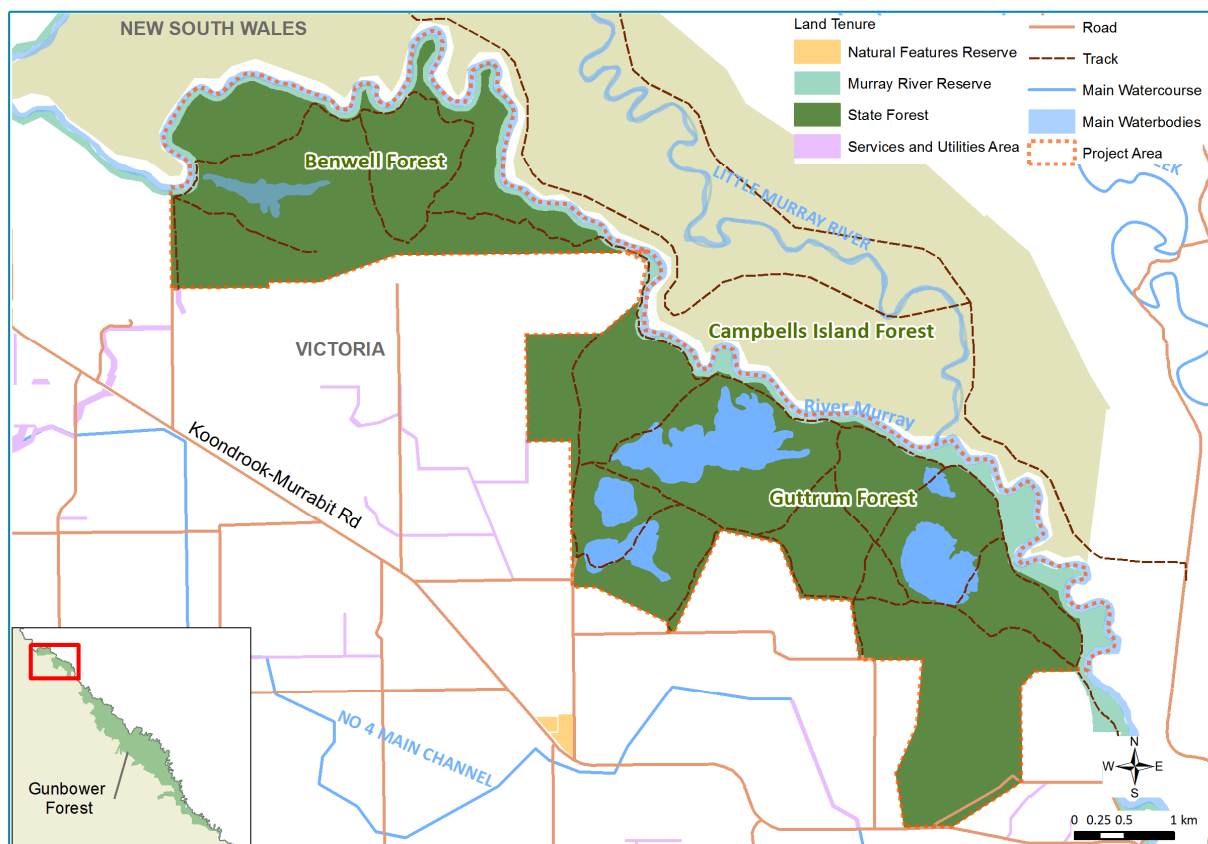 NEW SOUTH WALES
Land Tenure
Natural Features Reserve
Murray River Reserve
State Forest
Services and Utilities Area
Road
Track
Main Watercourse
Main Waterbodies
Project Area
EEK
Benwell Forest
LITTLE MURRAY RIVER
Campbells Island Forest
VICTORIA
River Murray
Koondrook-Murrabit Rd
Guttrum Forest
NO 4 MAIN CHANNEL
Gunbower
Forest
N
W E
S
0 0.25 0.5 1 km